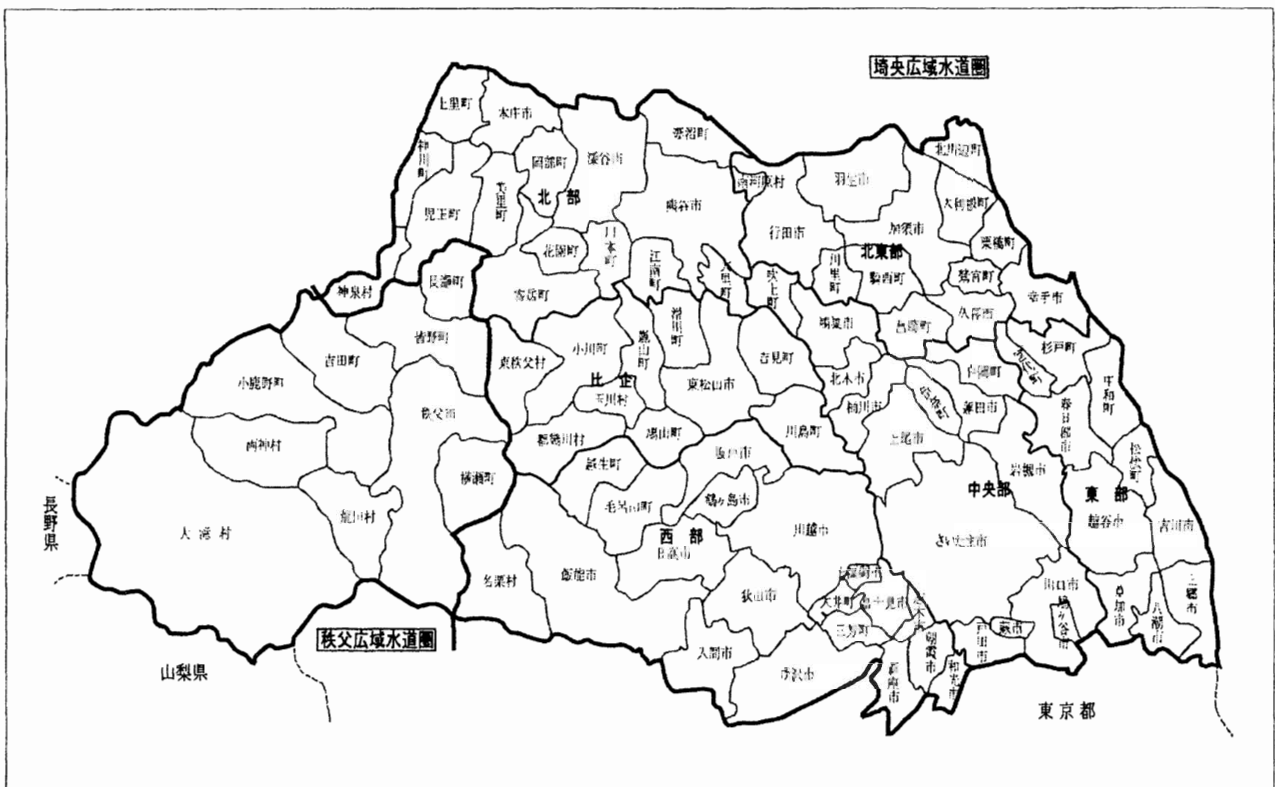 埼央広域水道圏
上里町
本庄市
妻沼町
北川辺町
神川町
岡部町
深谷市
南河原村
羽生市
美里町
北部
熊谷市
大利根町
児玉町
行田市
加須市
栗橋町
花園町
川本町
江南町
大里町
吹上町
川里町
北東部
騎西町
鷲宮町
神泉村
長瀞町
寄居町
幸手市
皆野町
滑川町
鴻巣市
菖蒲町
久喜市
吉田町
東秩父村
小川町
嵐山町
吉見町
杉戸町
小鹿野町
比企
東松山市
北本市
白岡町
宮代町
庄和町
秩父市
玉川村
桶川市
伊奈町
蓮田市
春日部市
両神村
都幾川村
鳩山町
川島町
上尾市
松伏町
横瀬町
越生町
坂戸市
岩槻市
長野県
大滝村
荒川村
毛呂山町
鶴ヶ島市
中央部
東部
越谷市
吉川市
西部
日高市
川越市
さいたま市
名栗村
飯能市
上福岡市
狭山市
大井町
富士見市
川口市
鳩ヶ谷市
草加市
八潮市
三郷市
秩父広域水道圏
三芳町
戸田市
蕨市
入間市
所沢市
新座市
朝霞市
和光市
山梨県
東京都